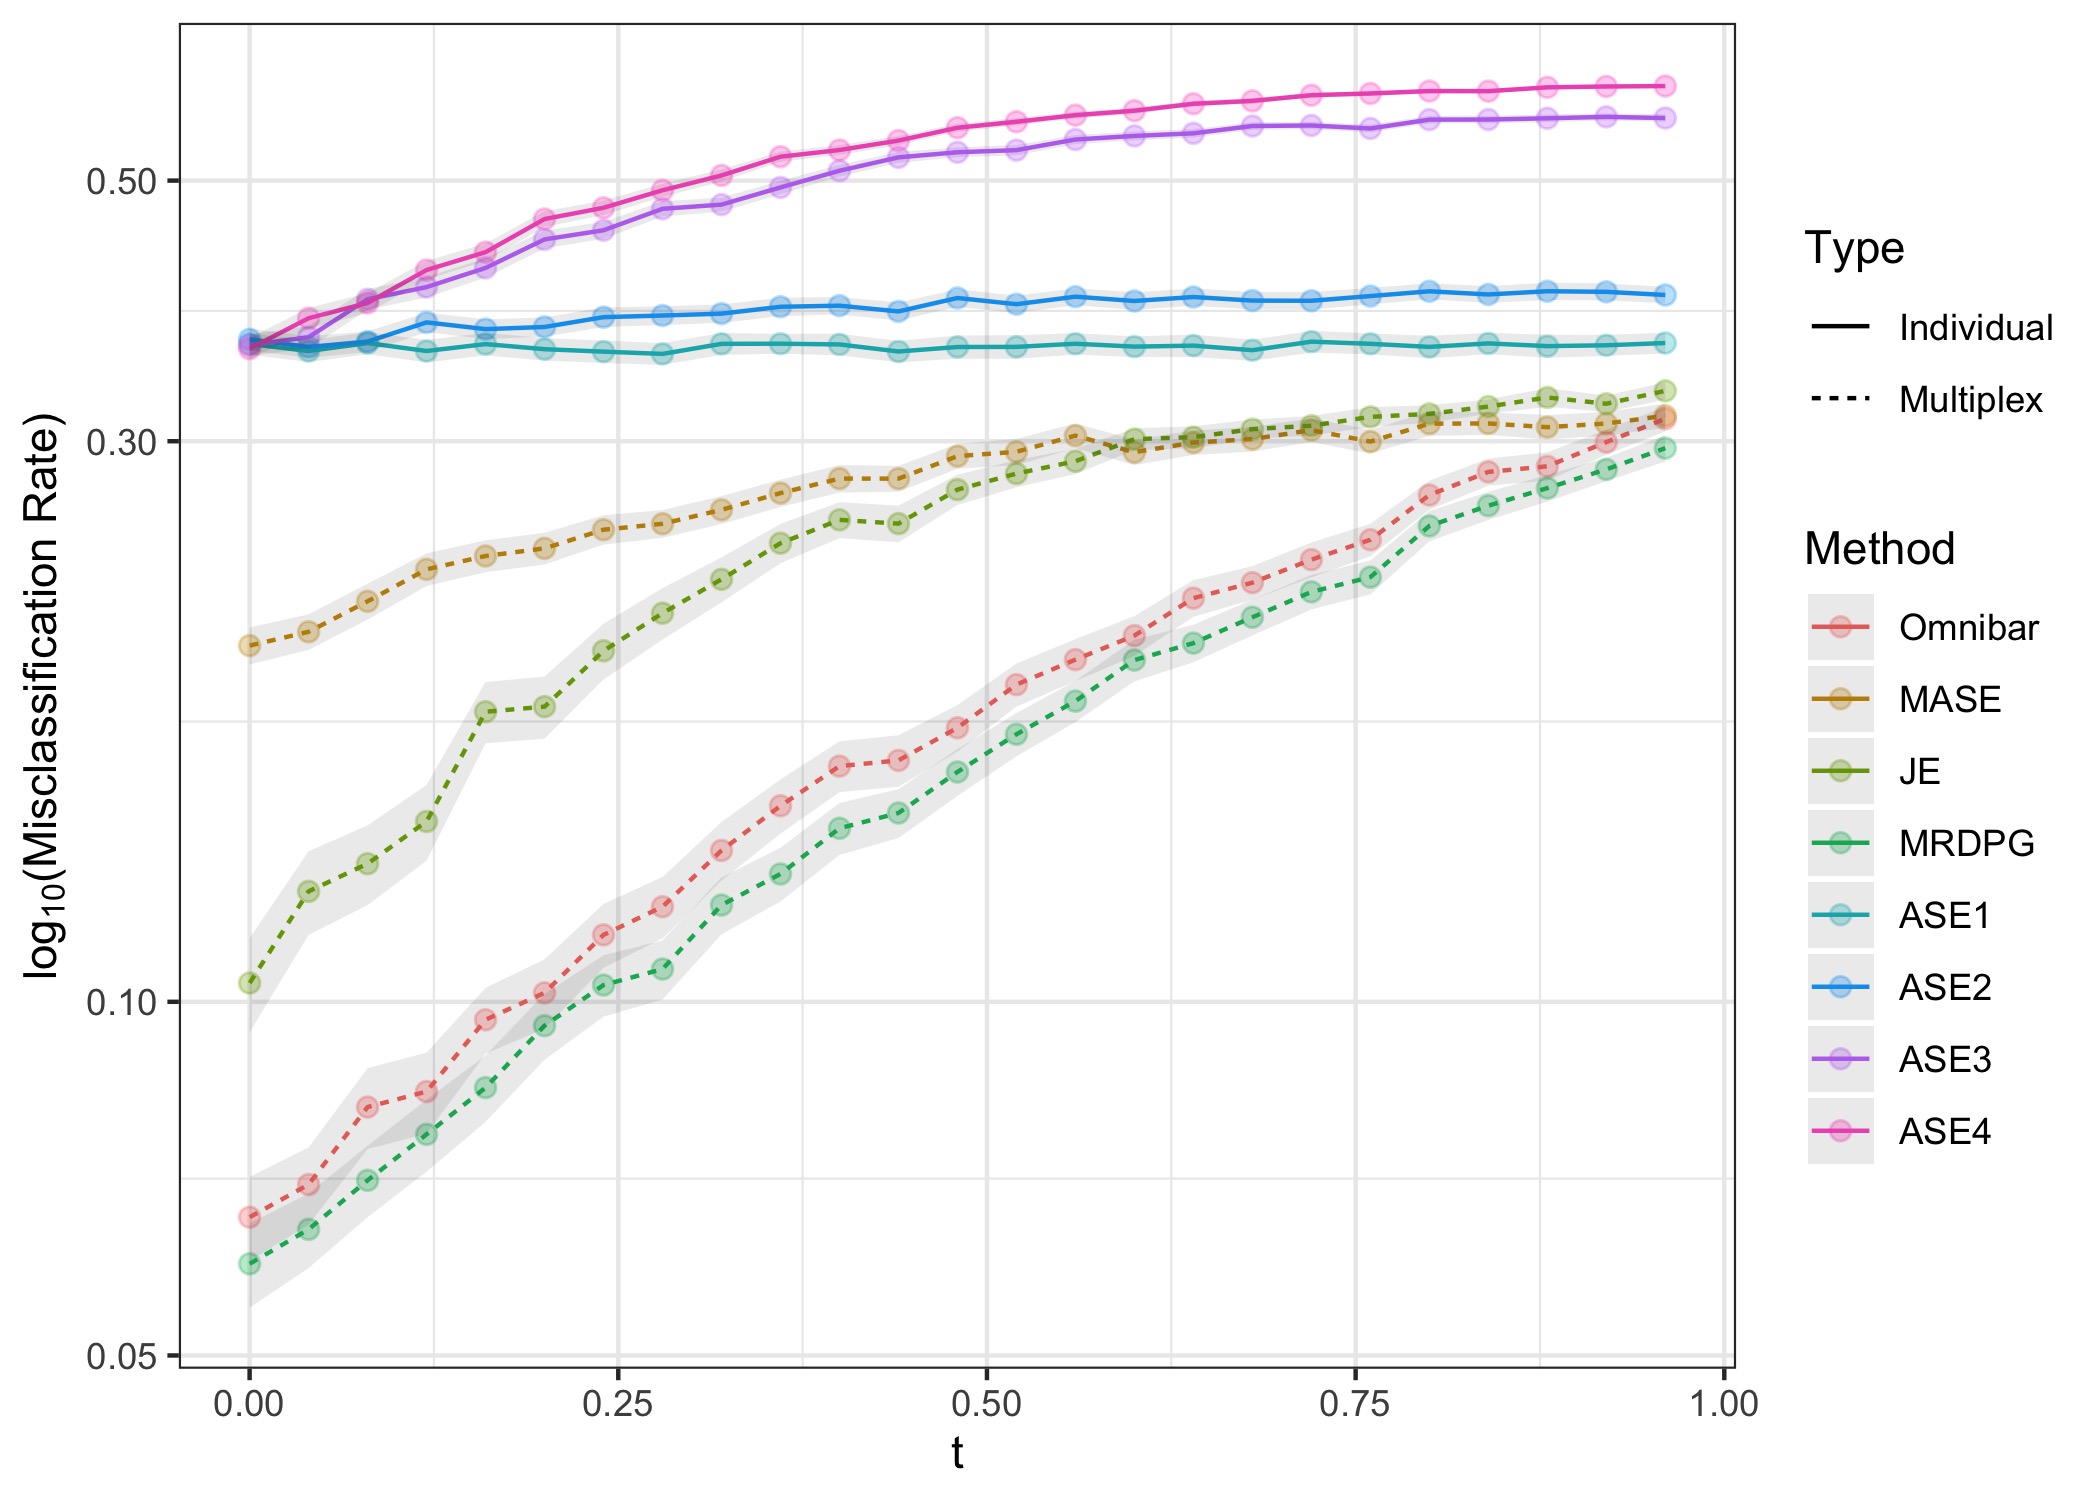 log10(Misclassification Rate)
0.50
0.30
0.10
0.05
0.00 0.25 0.50 0.75 1.00
t
Type
Individual
Multiplex
Method
Omnibar
MASE
JE
MRDPG
ASE1
ASE2
ASE3
ASE4